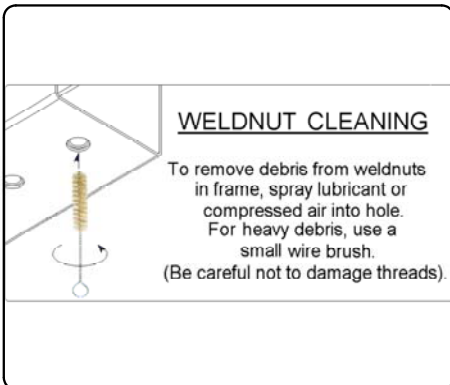 WELDNUT CLEANING
To remove debris from weldnuts
in frame, spray lubricant or
compressed air into hole.
For heavy debris, use a
small wire brush.
(Be careful not to damage threads).